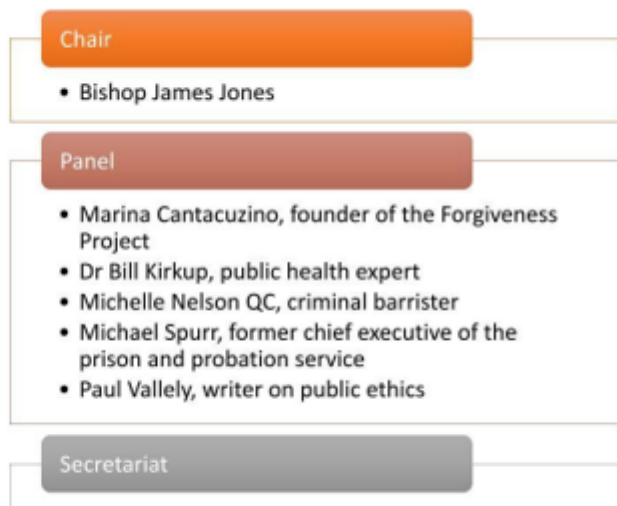 Chair
• Bishop James Jones
Panel
• Marina Cantacuzino, founder of the Forgiveness
Project
• Dr Bill Kirkup, public health expert
• Michelle Nelson QC, criminal barrister
• Michael Spurr, former chief executive of the
prison and probation service
• Paul Vallely, writer on public ethics
Secretariat